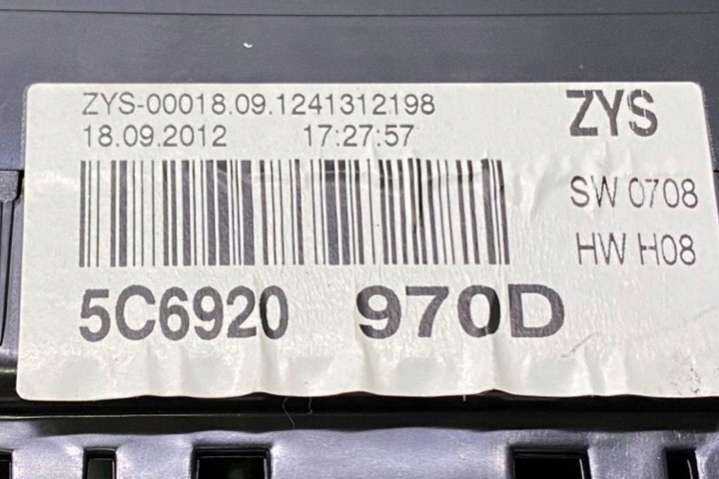 ZYS-00018.09.1241312198
18.09.2012 17:27:57
ZYS
SW 0708
HW H08
5C6920 970D